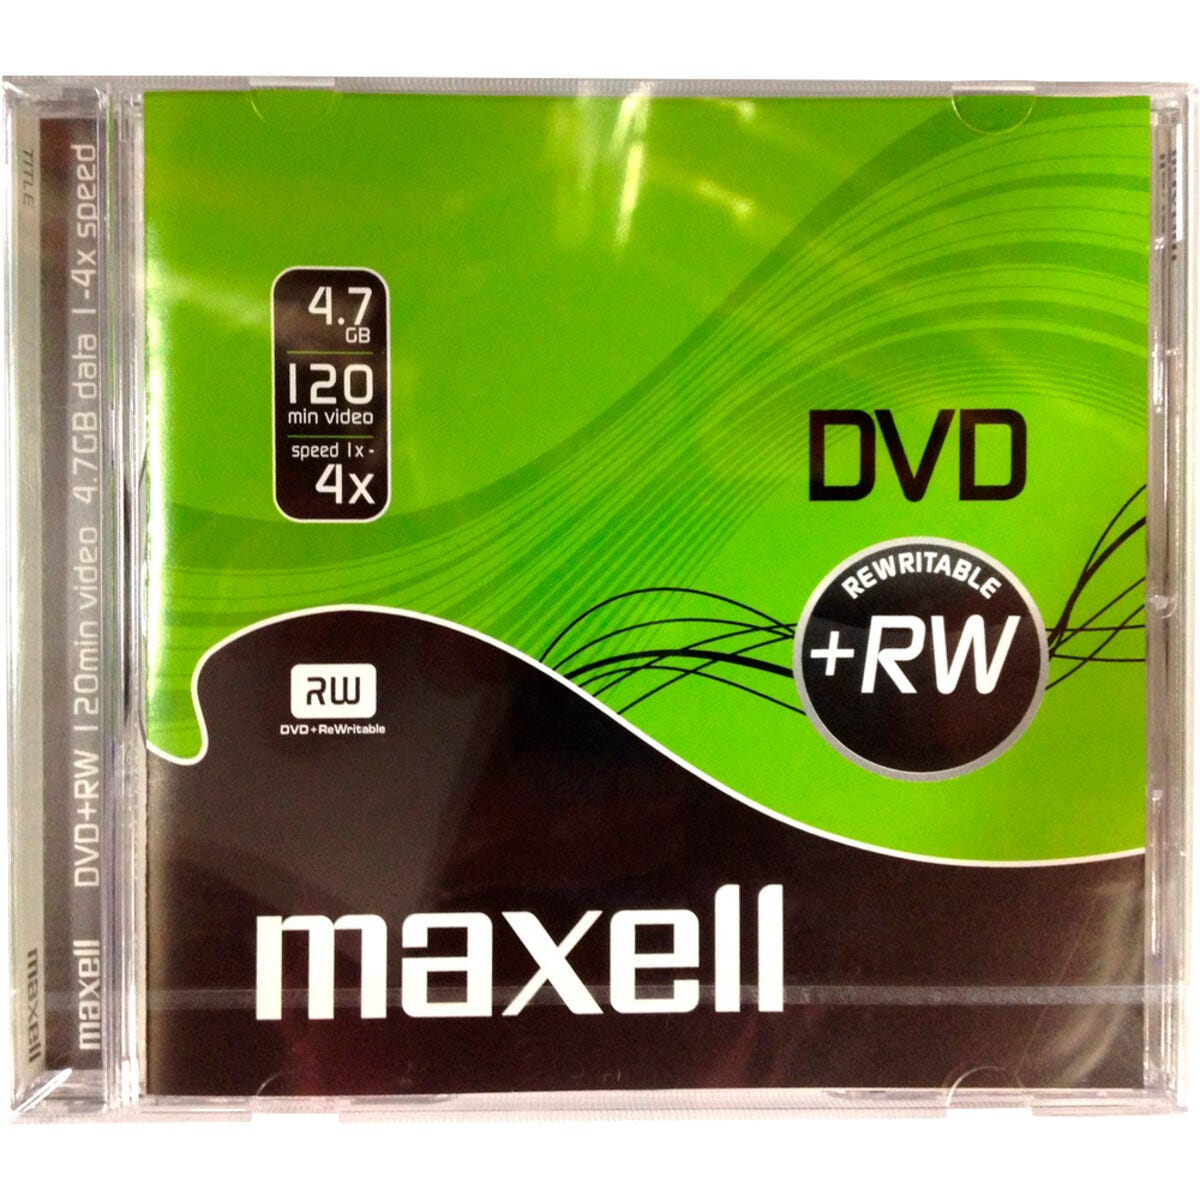 TITLE
maxell
maxell DVD+RW 120min video 4.7GB data 1-4x speed
4.7
GB
120
min video
speed 1x-
4x
DVD
REWRITABLE
+RW
RW
DVD+ReWritable
maxell